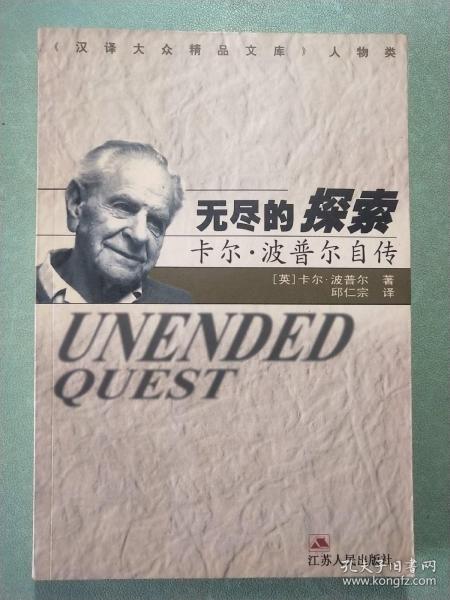 《汉译大众精品文库》人物类
无尽的探索
卡尔·波普尔自传
[英]卡尔·波普尔 著
邱仁宗 译
UNENDED
QUEST
江苏人民出版社
孔夫子旧书网
www.kongfz.com